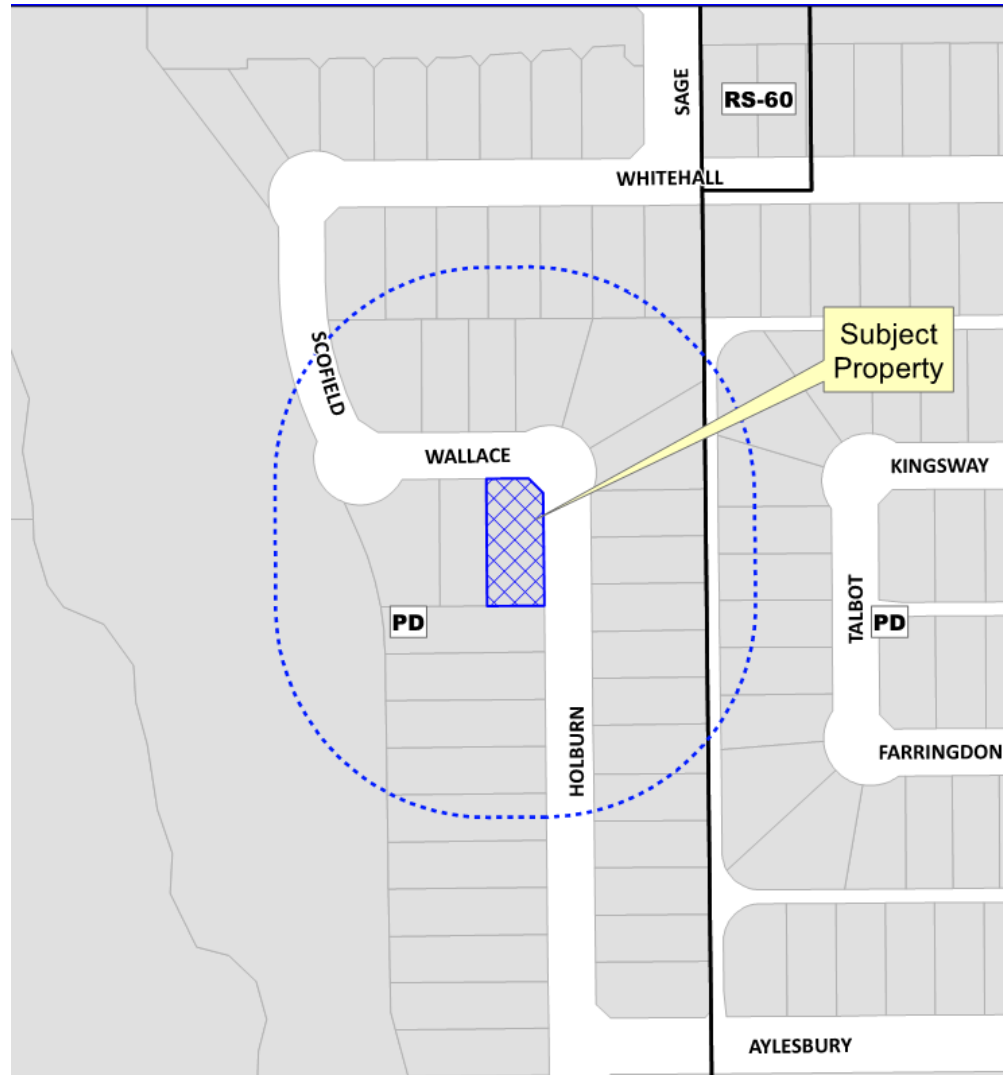 SAGE
RS-60
WHITEHALL
Subject
Property
SCOFIELD
WALLACE
KINGSWAY
TALBOT
PD
PD
HOLBURN
FARRINGDON
AYLESBURY